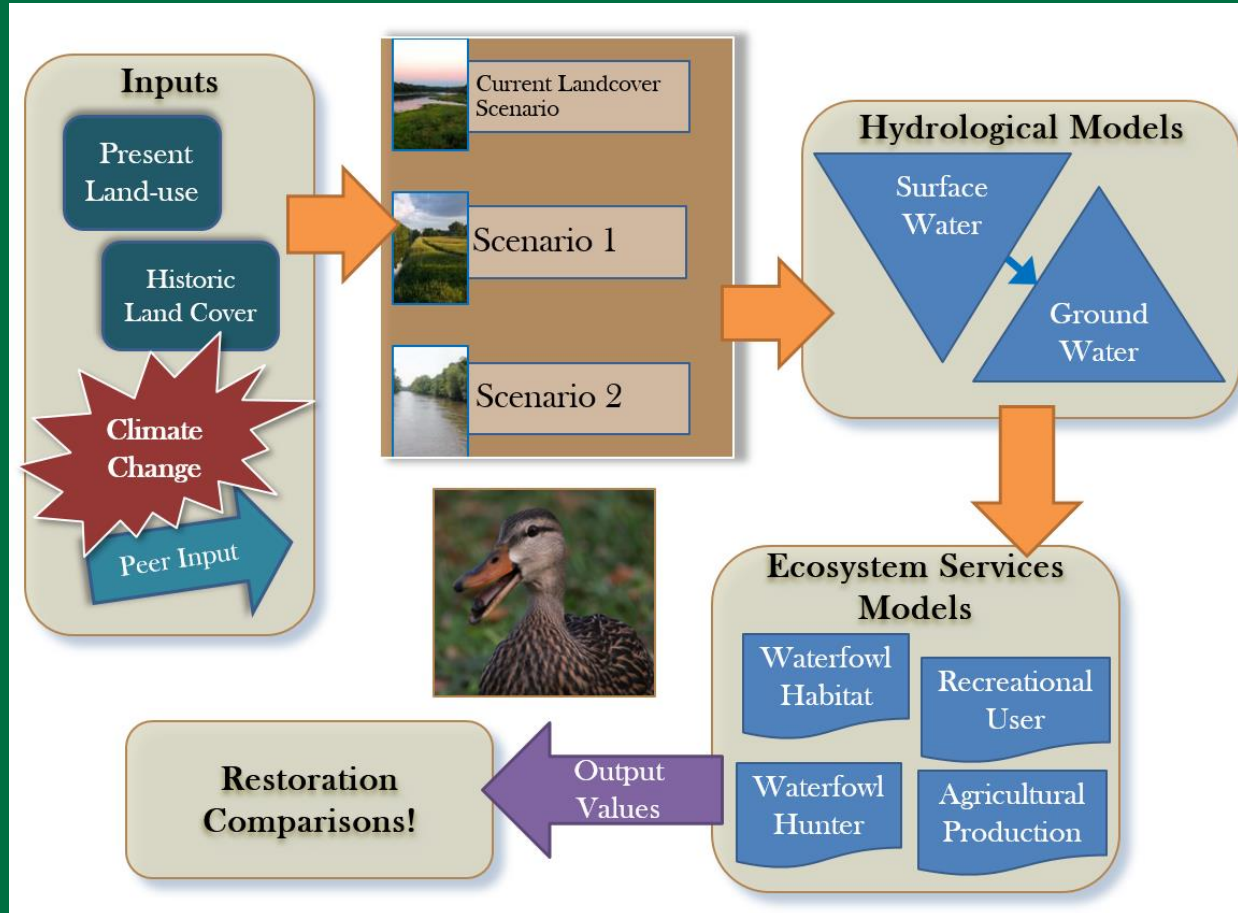 Inputs
Present
Land-use
Historic
Land Cover
Climate
Change
Peer Input
Current Landcover
Scenario
Scenario 1
Scenario 2
Hydrological Models
Surface
Water
Ground
Water
Ecosystem Services
Models
Waterfowl
Habitat
Recreational
User
Waterfowl
Hunter
Agricultural
Production
Output
Values
Restoration
Comparisons!